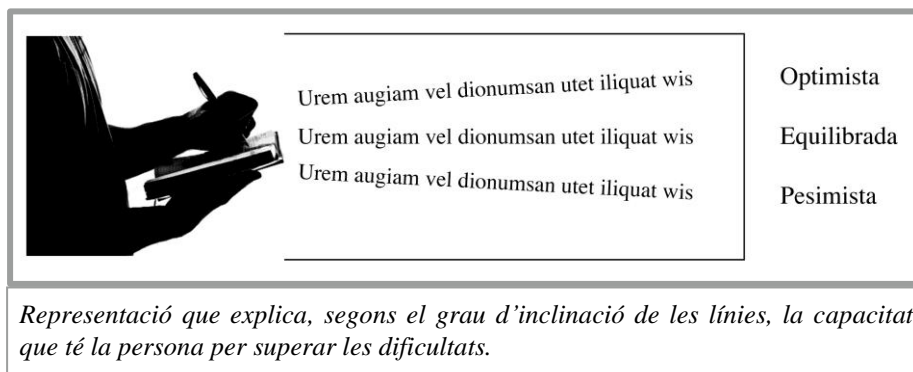 Urem augiam vel dionumsan utet iliquat wis
Optimista
Urem augiam vel dionumsan utet iliquat wis
Equilibrada
Urem augiam vel dionumsan utet iliquat wis
Pesimista
Representació que explica, segons el grau d’inclinació de les línies, la capacitat
que té la persona per superar les dificultats.